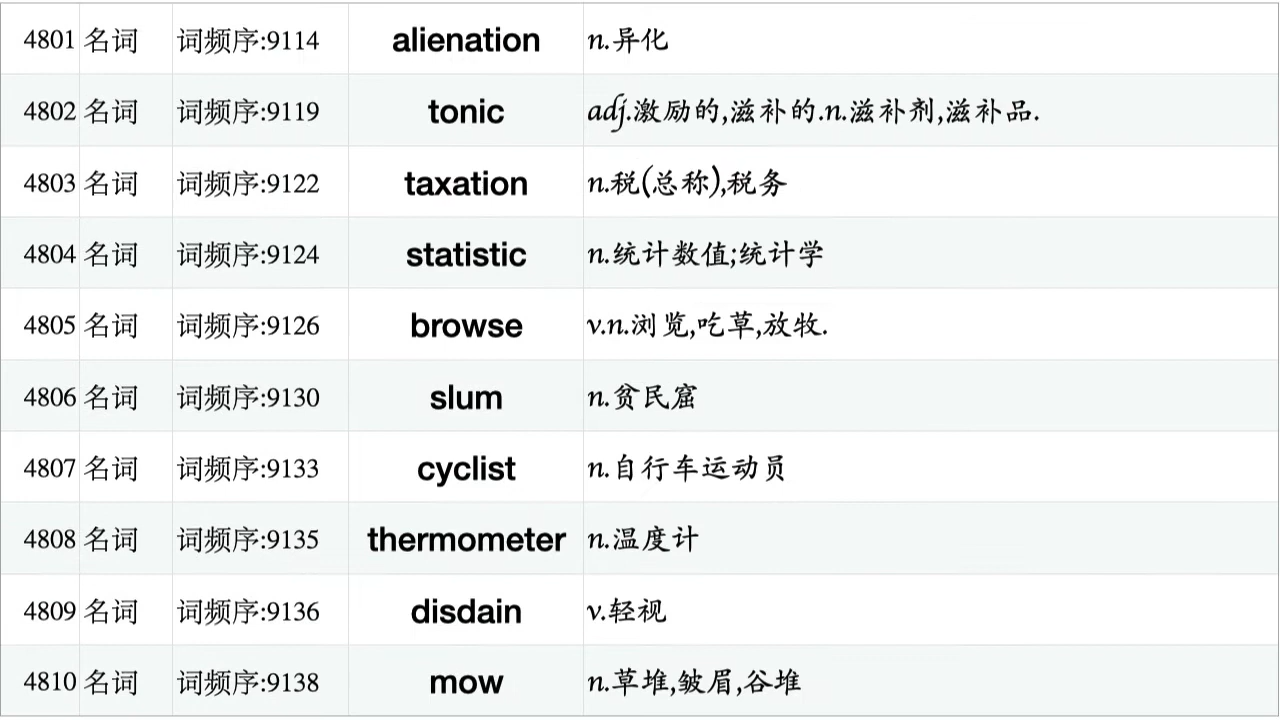 4801 名词 词频序:9114 alienation n.异化
4802 名词 词频序:9119 tonic adj.激励的,滋补的.n.滋补剂,滋补品.
4803 名词 词频序:9122 taxation n.税(总称),税务
4804 名词 词频序:9124 statistic n.统计数值;统计学
4805 名词 词频序:9126 browse v.n.浏览,吃草,放牧.
4806 名词 词频序:9130 slum n.贫民窟
4807 名词 词频序:9133 cyclist n.自行车运动员
4808 名词 词频序:9135 thermometer n.温度计
4809 名词 词频序:9136 disdain v.轻视
4810 名词 词频序:9138 mow n.草堆,皱眉,谷堆